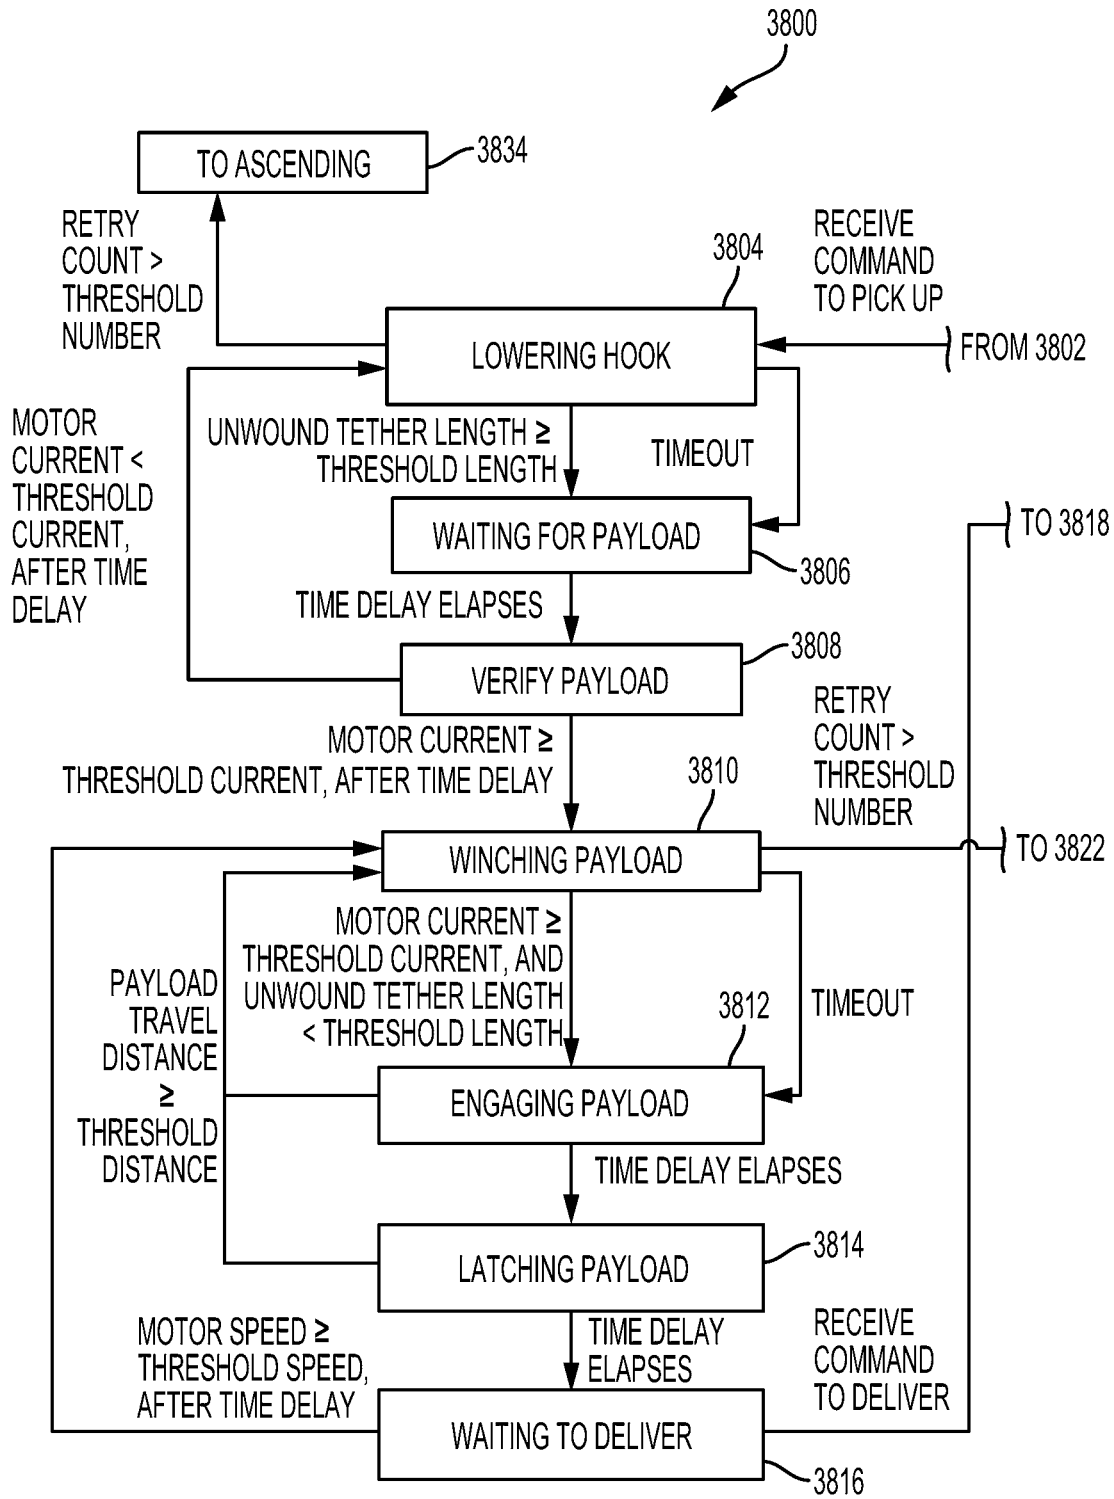 3800
TO ASCENDING
3834
RETRY
COUNT >
THRESHOLD
NUMBER
3804
RECEIVE
COMMAND
TO PICK UP
LOWERING HOOK
FROM 3802
MOTOR
CURRENT <
THRESHOLD
CURRENT,
AFTER TIME
DELAY
UNWOUND TETHER LENGTH ≥
THRESHOLD LENGTH
TIMEOUT
WAITING FOR PAYLOAD
3806
TO 3818
TIME DELAY ELAPSES
VERIFY PAYLOAD
3808
MOTOR CURRENT ≥
THRESHOLD CURRENT, AFTER TIME DELAY
RETRY
COUNT >
THRESHOLD
NUMBER
3810
WINCHING PAYLOAD
TO 3822
MOTOR CURRENT ≥
THRESHOLD CURRENT, AND
UNWOUND TETHER LENGTH
< THRESHOLD LENGTH
PAYLOAD
TRAVEL
DISTANCE
≥
THRESHOLD
DISTANCE
3812
TIMEOUT
ENGAGING PAYLOAD
TIME DELAY ELAPSES
LATCHING PAYLOAD
3814
MOTOR SPEED ≥
THRESHOLD SPEED,
AFTER TIME DELAY
TIME DELAY
ELAPSES
RECEIVE
COMMAND
TO DELIVER
WAITING TO DELIVER
3816